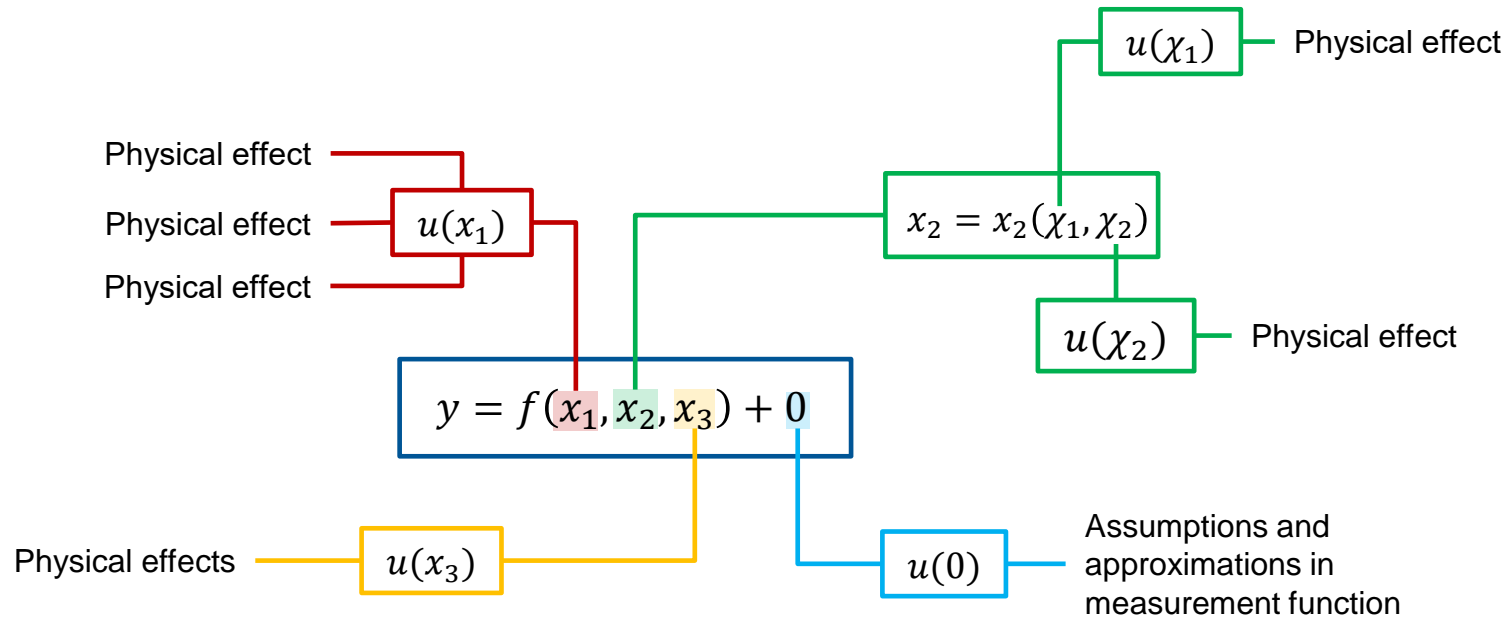 u(χ₁)
Physical effect
Physical effect
Physical effect
u(x₁)
Physical effect
x₂ = x₂(χ₁, χ₂)
u(χ₂)
Physical effect
y = f(x₁, x₂, x₃) + 0
Physical effects
u(x₃)
u(0)
Assumptions and
approximations in
measurement function